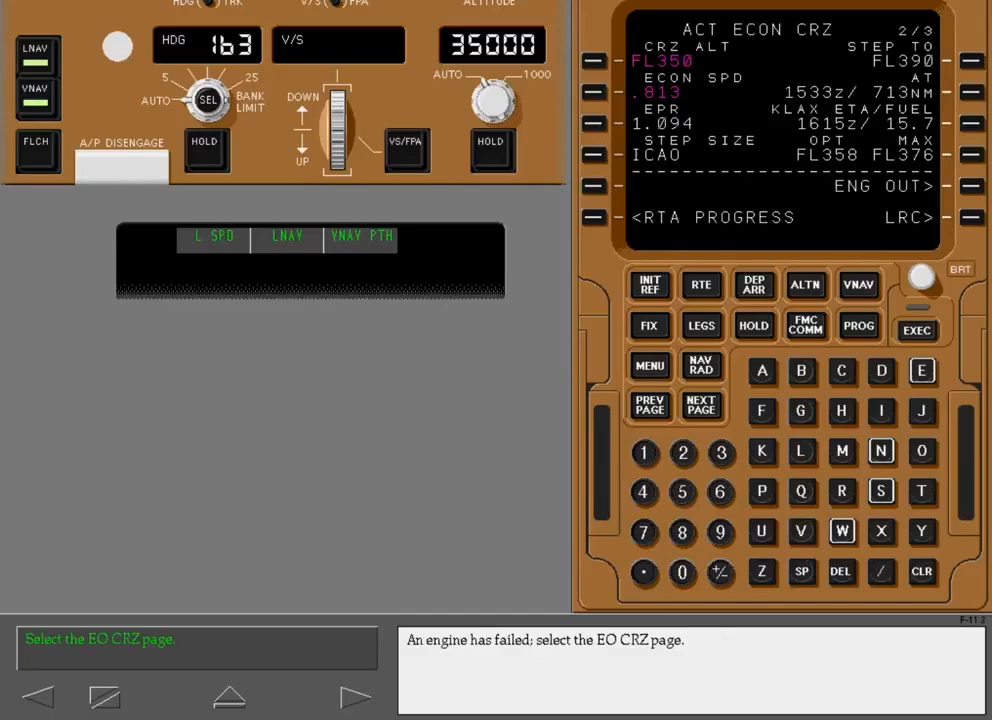 HDG TRK V/S FPA ALTITUDE
LNAV
VNAV
FLCH
HDG 163
V/S
35000
5 25
AUTO SEL BANK LIMIT
AUTO 1000
DOWN
UP
A/P DISENGAGE
HOLD
VS/FPA
HOLD
L SPD LNAV VNAV PTH
ACT ECON CRZ 2/3
CRZ ALT STEP TO
FL350 FL390
ECON SPD AT
.813 1533z/ 713NM
EPR KLAX ETA/FUEL
1.094 1615z/ 15.7
STEP SIZE OPT MAX
ICAO FL358 FL376
--------------------------------
ENG OUT>
<RTA PROGRESS LRC>
BRT
INIT REF RTE DEP ARR ALTN VNAV
FIX LEGS HOLD FMC COMM PROG EXEC
MENU NAV RAD
PREV PAGE NEXT PAGE
A B C D E
F G H I J
1 2 3 K L M N O
4 5 6 P Q R S T
7 8 9 U V W X Y
. 0 +/- Z SP DEL / CLR
F-11.2
Select the EO CRZ page.
An engine has failed; select the EO CRZ page.